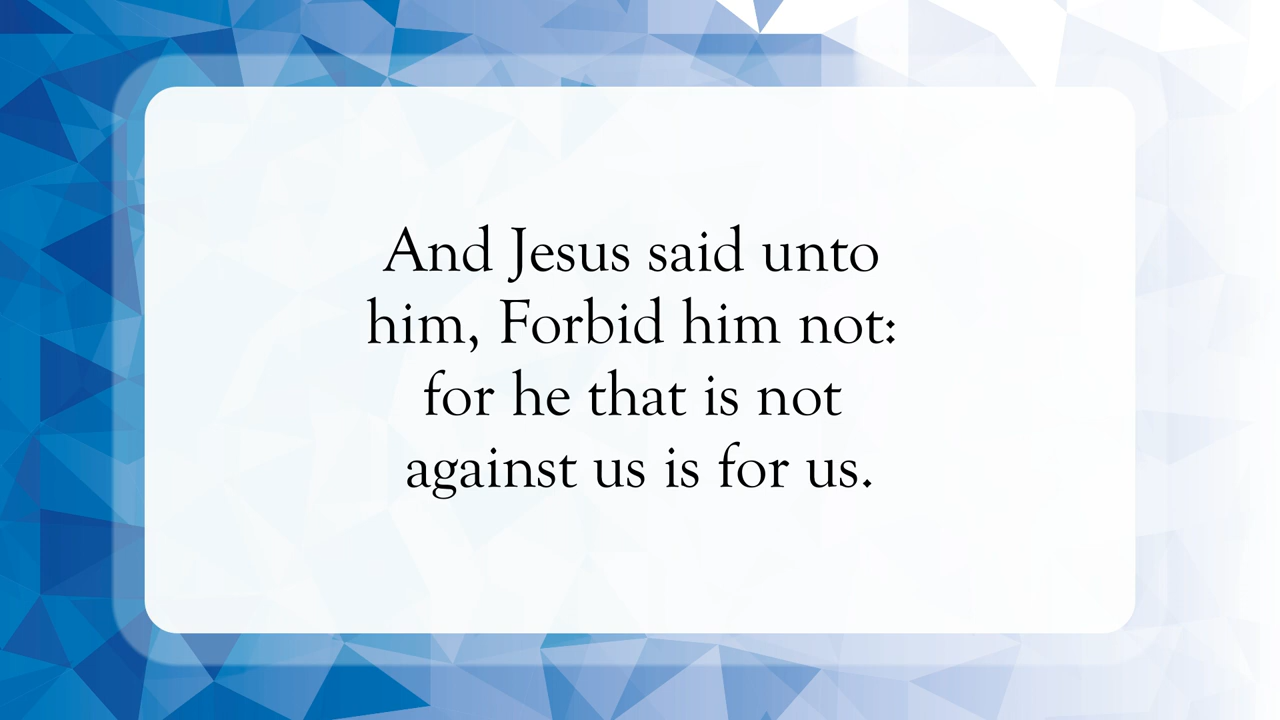 And Jesus said unto
him, Forbid him not:
for he that is not
against us is for us.